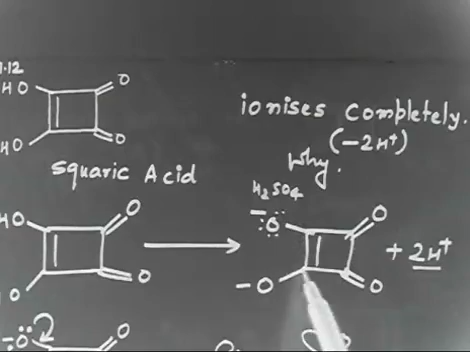 1.12
HO O
HO O
ionises completely.
(-2H⁺)
why.
Squaric Acid
H₂SO₄
HO O
O O
-O O
-O O
+ 2H⁺
-O O